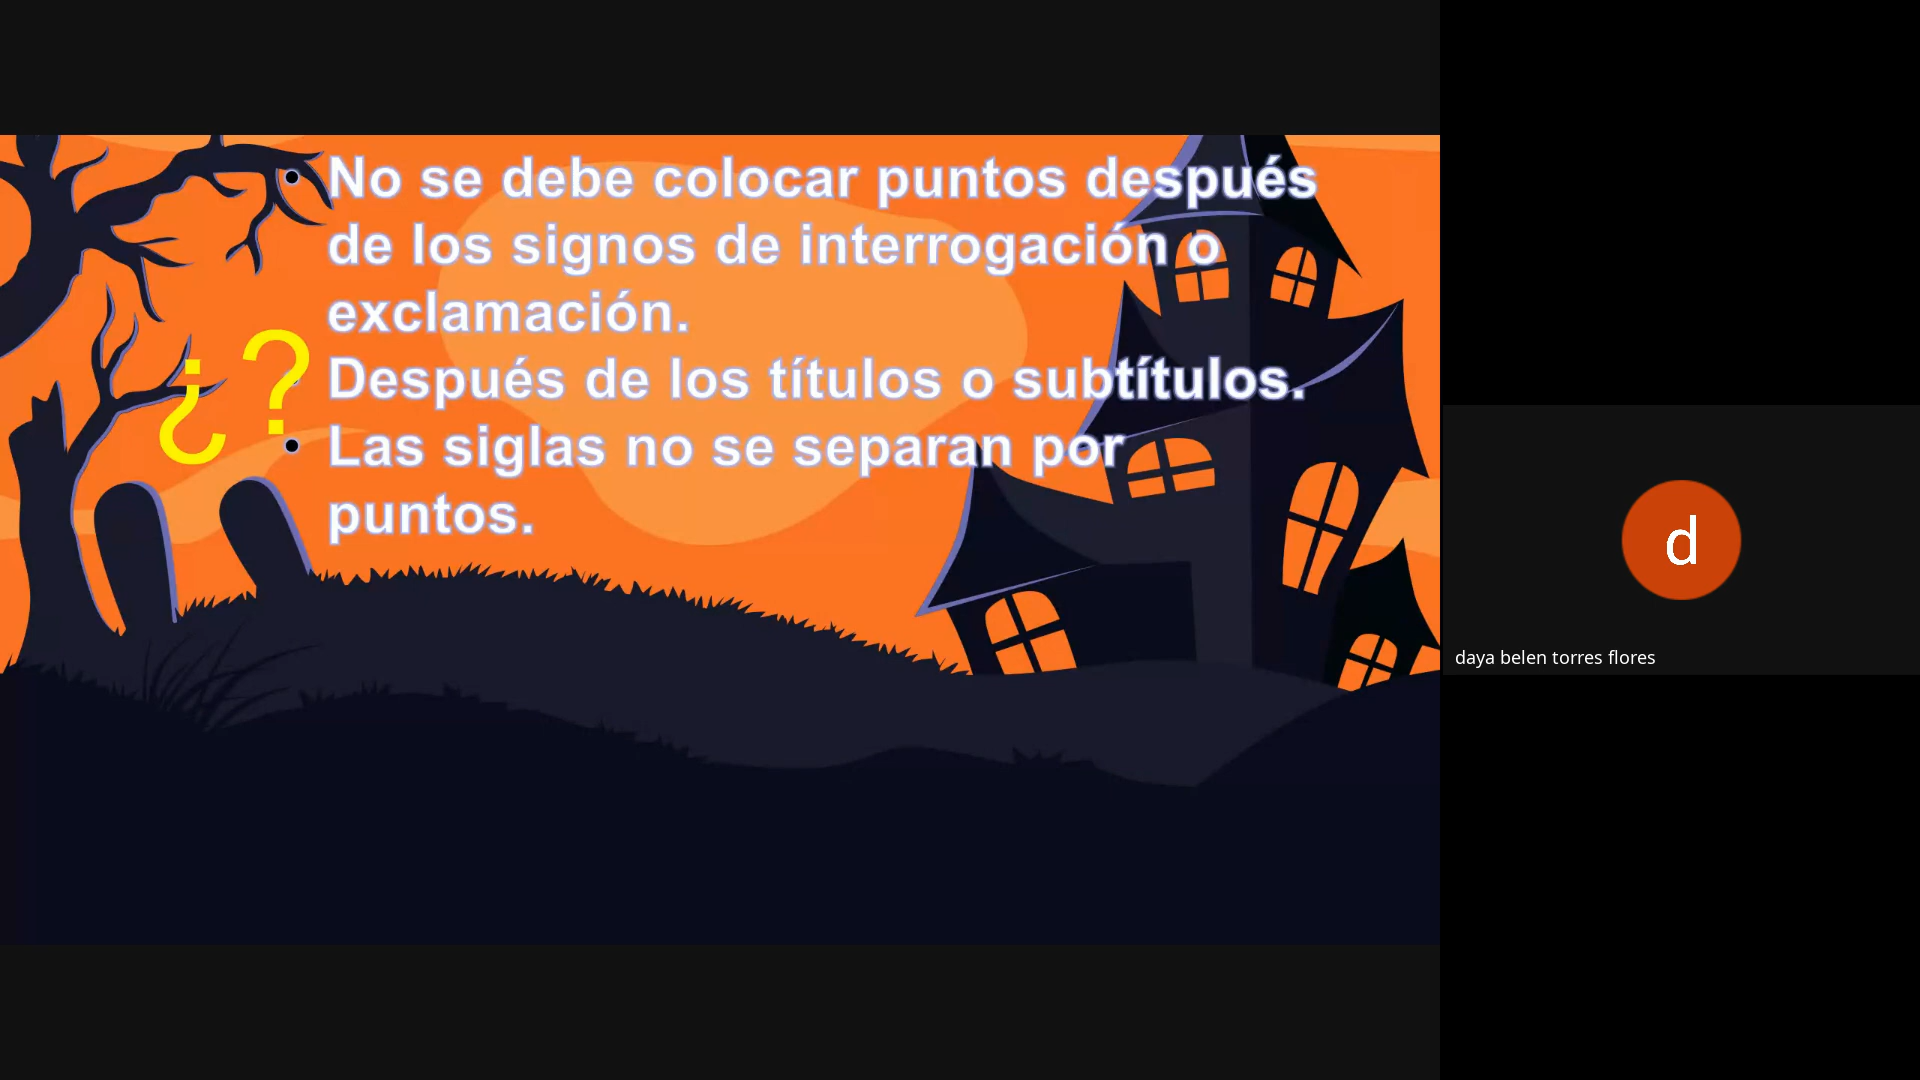 No se debe colocar puntos después
de los signos de interrogación o
exclamación.
¿?
Después de los títulos o subtítulos.
Las siglas no se separan por
puntos.
d
daya belen torres flores